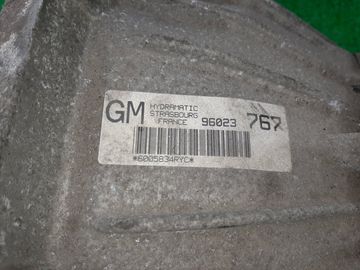 GM HYDRAMATIC
STRASBOURG
FRANCE 96023 767
*6005834RYC*